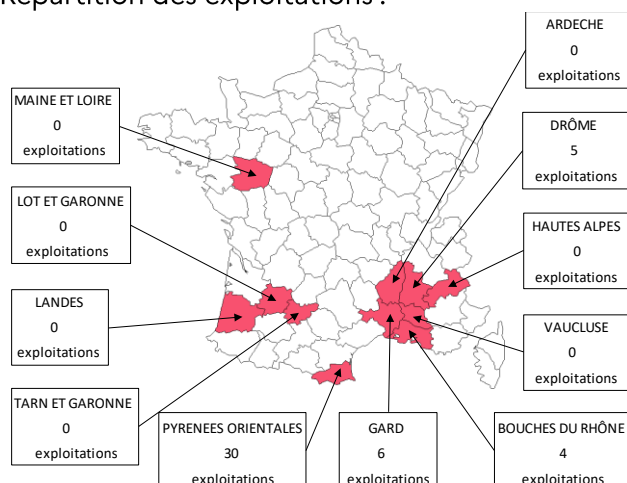 Répartition des exploitations :
ARDECHE
0
exploitations
MAINE ET LOIRE
0
exploitations
DRÔME
5
exploitations
LOT ET GARONNE
0
exploitations
HAUTES ALPES
0
exploitations
LANDES
0
exploitations
VAUCLUSE
0
exploitations
TARN ET GARONNE
0
exploitations
PYRENEES ORIENTALES
30
exploitations
GARD
6
exploitations
BOUCHES DU RHÔNE
4
exploitations